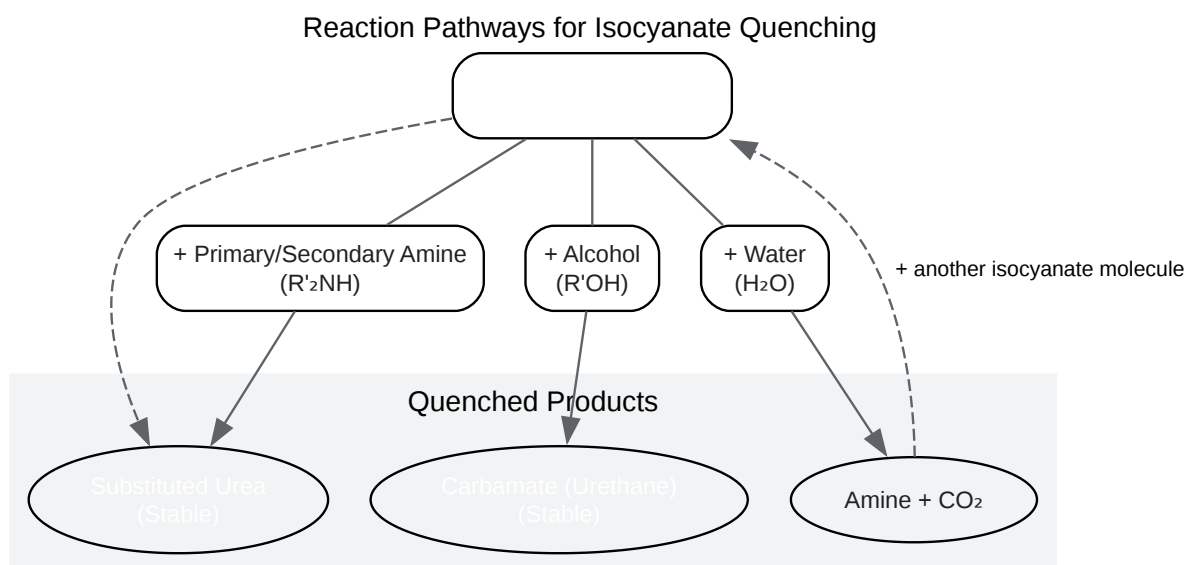 Reaction Pathways for Isocyanate Quenching
+ Primary/Secondary Amine
(R'₂NH)
+ Alcohol
(R'OH)
+ Water
(H₂O)
+ another isocyanate molecule
Quenched Products
Substituted Urea
(Stable)
Carbamate (Urethane)
(Stable)
Amine + CO₂